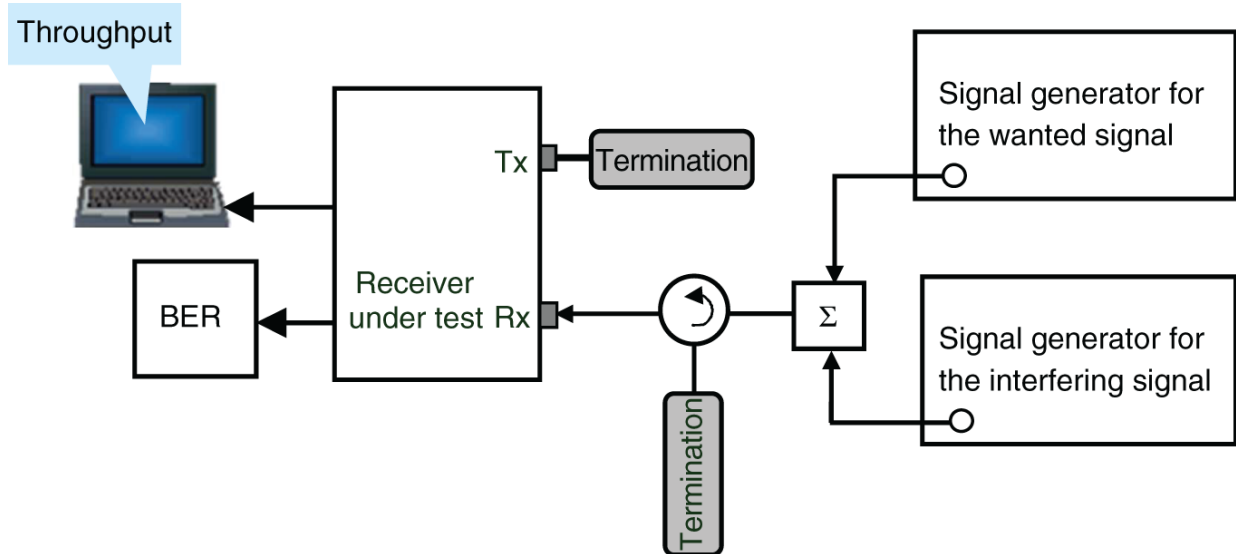 Throughput
Signal generator for
the wanted signal
Tx
Termination
Receiver
under test Rx
BER
Σ
Signal generator for
the interfering signal
Termination